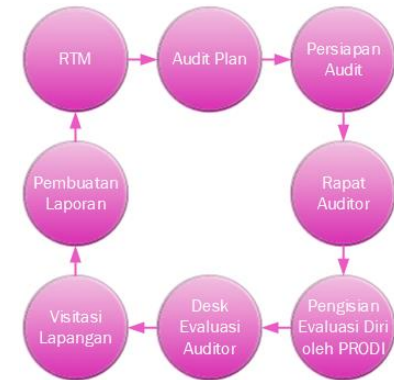 RTM
Audit Plan
Persiapan
Audit
Rapat
Auditor
Pengisian
Evaluasi Diri
oleh PRODI
Desk
Evaluasi
Auditor
Visitasi
Lapangan
Pembuatan
Laporan